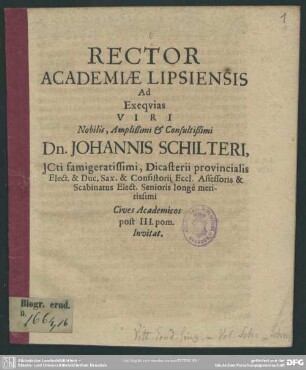 1
RECTOR
ACADEMIÆ LIPSIENSIS
Ad
Exeqvias
VIRI
Nobilis, Amplissimi & Consultissimi
Dn. JOHANNIS SCHILTERI,
JCti famigeratissimi, Dicasterii provincialis
Elect. & Duc. Sax. & Consistorii Eccl. Assessoris &
Scabinatus Elect. Senioris longè meri-
tissimi
Cives Academicos
post III. pom.
Invitat.
Biogr. erud.
D. 1664,16